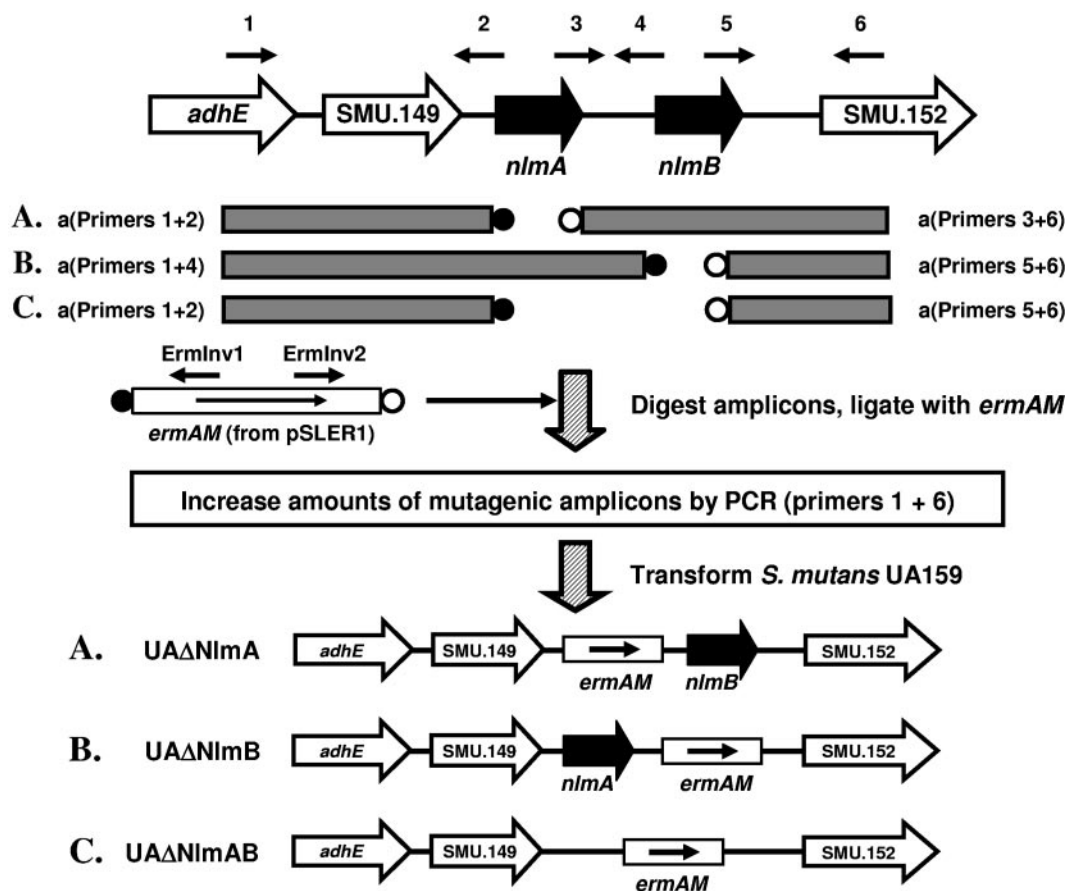 1 2 3 4 5 6
adhE SMU.149 SMU.152
nlmA nlmB
A. a(Primers 1+2) a(Primers 3+6)
B. a(Primers 1+4) a(Primers 5+6)
C. a(Primers 1+2) a(Primers 5+6)
ErmInv1 ErmInv2
ermAM (from pSLER1)
Digest amplicons, ligate with ermAM
Increase amounts of mutagenic amplicons by PCR (primers 1 + 6)
Transform S. mutans UA159
A. UAΔNlmA adhE SMU.149 SMU.152
ermAM nlmB
B. UAΔNlmB adhE SMU.149 SMU.152
nlmA ermAM
C. UAΔNlmAB adhE SMU.149 SMU.152
ermAM